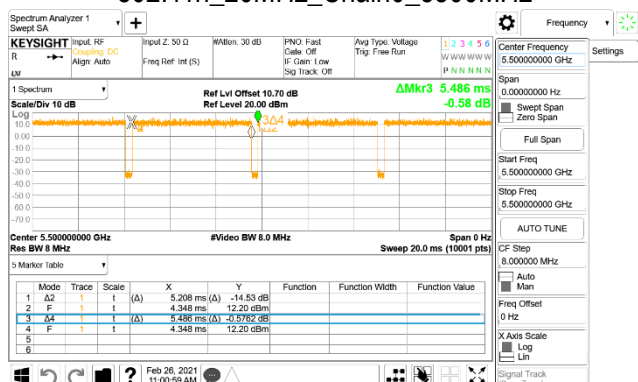 Spectrum Analyzer 1
Swept SA
Frequency
KEYSIGHT
Input: RF
Coupling: DC
Align: Auto
Input Z: 50 Ω
Freq Ref: Int (S)
#Atten: 30 dB
PNO: Fast
Gate: Off
IF Gain: Low
Sig Track: Off
Avg Type: Voltage
Trig: Free Run
1 2 3 4 5 6
W W W W W W
P N N N N N
R
Center Frequency
5.500000000 GHz
Settings
1 Spectrum
Scale/Div 10 dB
Ref Lvl Offset 10.70 dB
Ref Level 20.00 dBm
ΔMkr3 5.486 ms
-0.58 dB
Span
0.00000000 Hz
Swept Span
Zero Span
Full Span
Start Freq
5.500000000 GHz
Stop Freq
5.500000000 GHz
AUTO TUNE
Log
10.0
0.00
-10.0
-20.0
-30.0
-40.0
-50.0
-60.0
-70.0
3Δ4
Center 5.500000000 GHz
Res BW 8 MHz
#Video BW 8.0 MHz
Span 0 Hz
Sweep 20.0 ms (10001 pts)
CF Step
8.000000 MHz
Auto
Man
Freq Offset
0 Hz
X Axis Scale
Log
Lin
Signal Track
5 Marker Table
Mode Trace Scale X Y Function Function Width Function Value
1 Δ2 1 t (Δ) 5.208 ms (Δ) -14.53 dB
2 F 1 t 4.348 ms 12.20 dBm
3 Δ4 1 t (Δ) 5.486 ms (Δ) -0.5762 dB
4 F 1 t 4.348 ms 12.20 dBm
5
6
?
Feb 26, 2021
11:00:59 AM